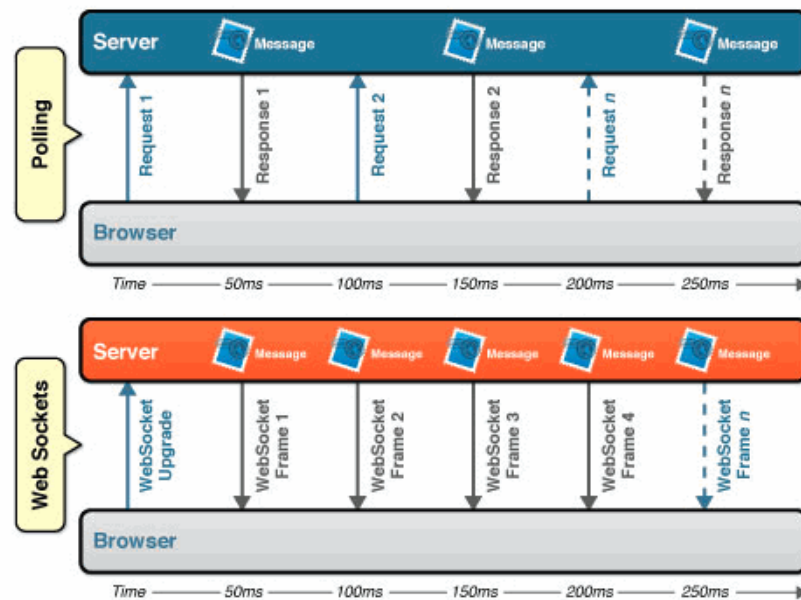 Polling
Server
Message
Message
Message
Request 1
Response 1
Request 2
Response 2
Request n
Response n
Browser
Time
50ms
100ms
150ms
200ms
250ms
Web Sockets
Server
Message
Message
Message
Message
Message
WebSocket
Upgrade
WebSocket
Frame 1
WebSocket
Frame 2
WebSocket
Frame 3
WebSocket
Frame 4
WebSocket
Frame n
Browser
Time
50ms
100ms
150ms
200ms
250ms